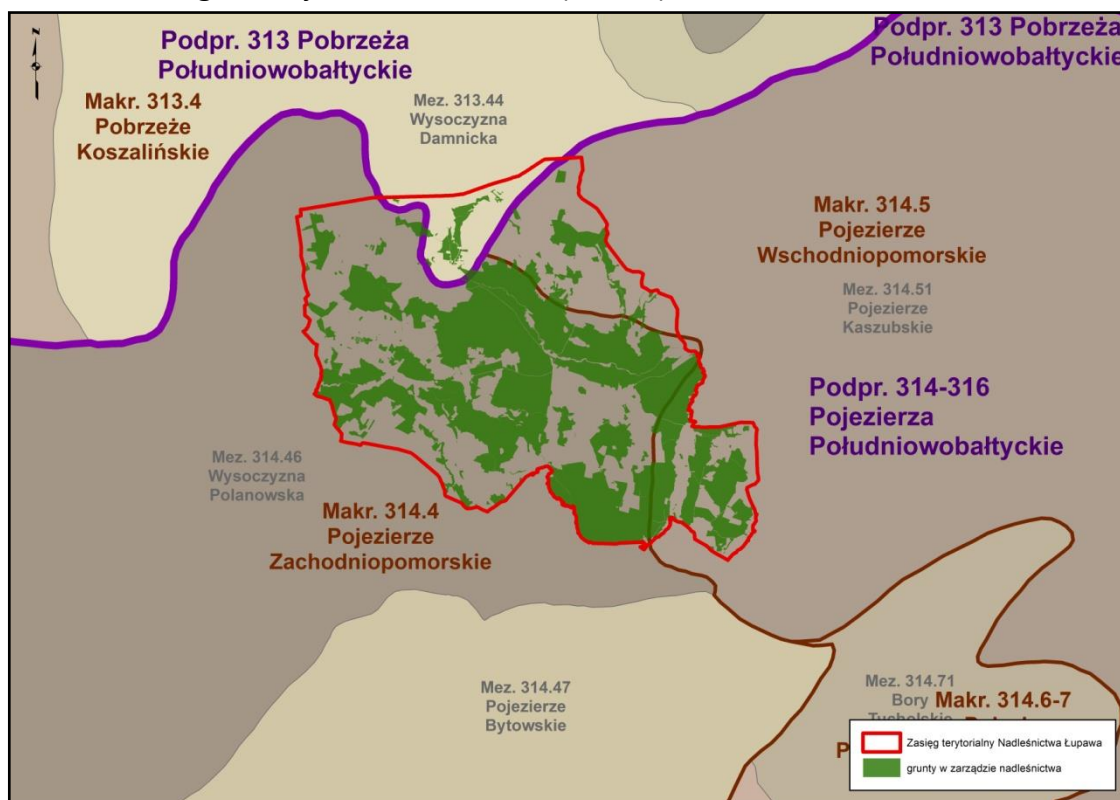 N
Podpr. 313 Pobrzeża
Południowobałtyckie
Podpr. 313 Pobrzeża
Południowobałtyckie
Makr. 313.4
Pobrzeże
Koszalińskie
Mez. 313.44
Wysoczyzna
Damnicka
Makr. 314.5
Pojezierze
Wschodniopomorskie
Mez. 314.51
Pojezierze
Kaszubskie
Podpr. 314-316
Pojezierza
Południowobałtyckie
Mez. 314.46
Wysoczyzna
Polanowska
Makr. 314.4
Pojezierze
Zachodniopomorskie
Mez. 314.47
Pojezierze
Bytowskie
Mez. 314.71
Bory
Makr. 314.6-7
Zasięg terytorialny Nadleśnictwa Łupawa
grunty w zarządzie nadleśnictwa